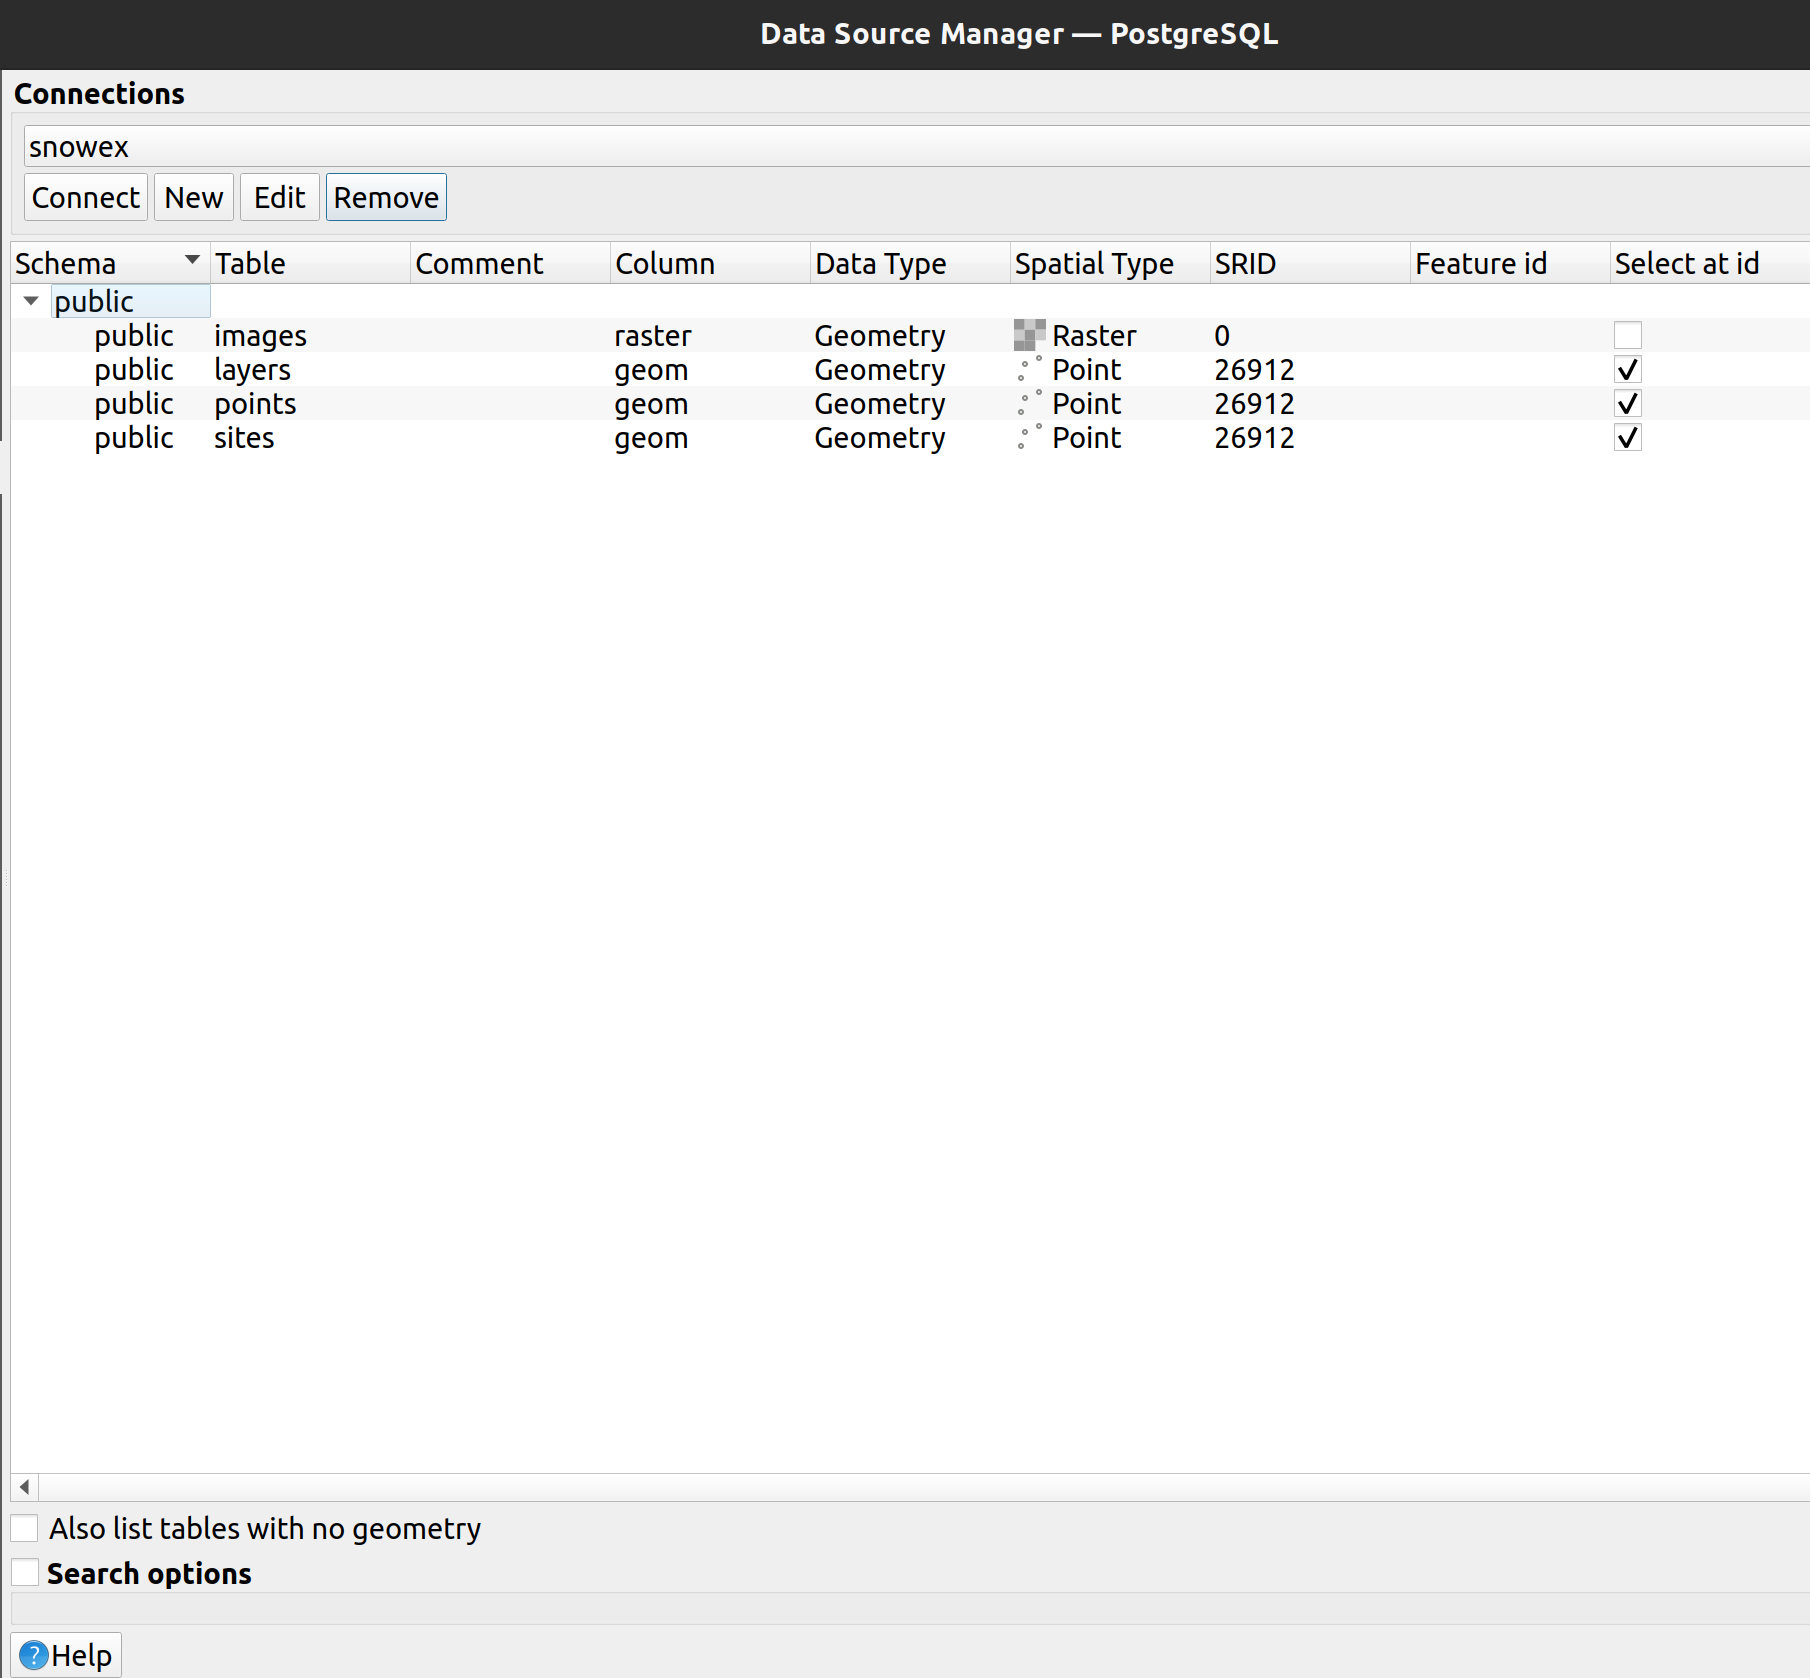 Data Source Manager — PostgreSQL
Connections
snowex
Connect New Edit Remove
Schema Table Comment Column Data Type Spatial Type SRID Feature id Select at id
public
public images raster Geometry Raster 0
public layers geom Geometry Point 26912
public points geom Geometry Point 26912
public sites geom Geometry Point 26912
Also list tables with no geometry
Search options
? Help